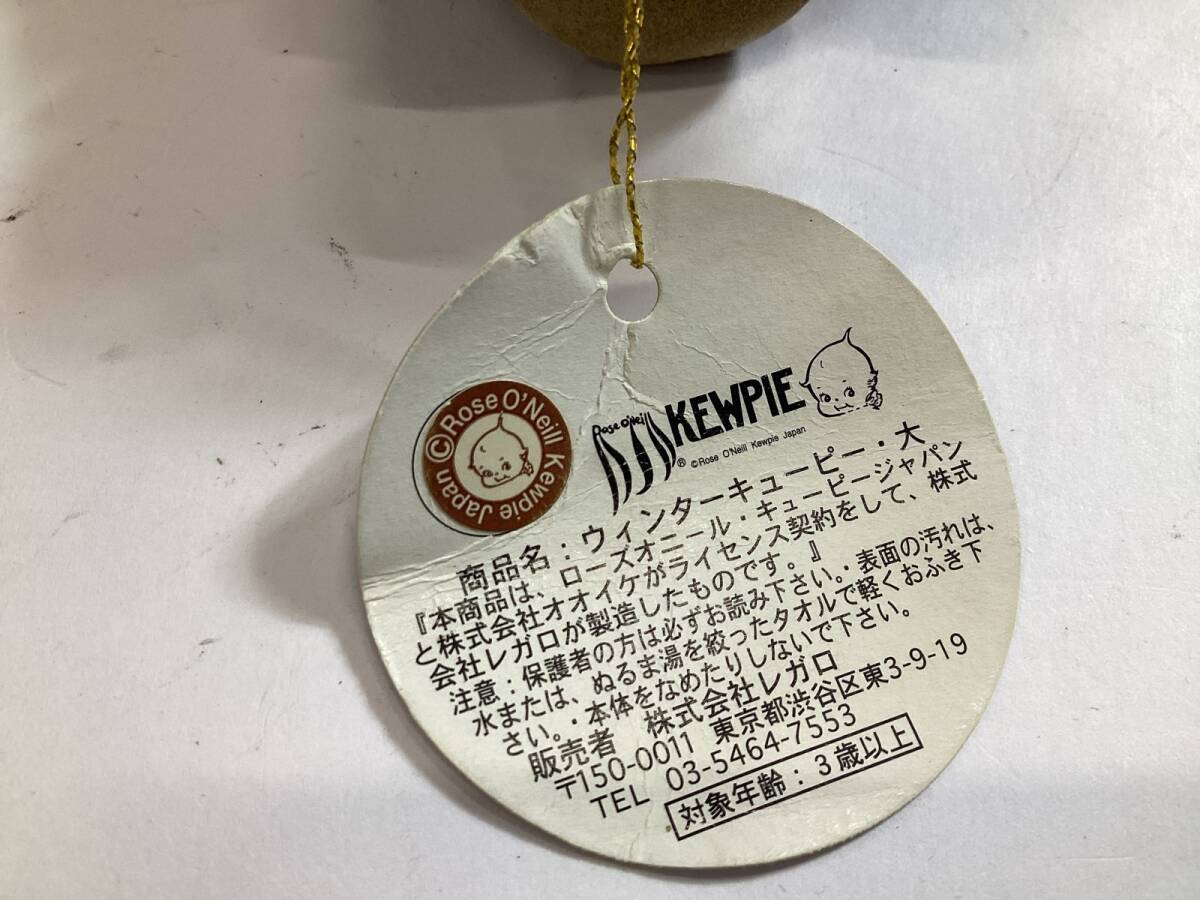 Rose O'Neill
KEWPIE
® ©Rose O'Neill Kewpie Japan
©Rose O'Neill Kewpie Japan
商品名：ウィンターキューピー・大
『本商品は、ローズオニール・キューピージャパン
と株式会社オオイケがライセンス契約をして、株式
会社レガロが製造したものです。』
注意：保護者の方は必ずお読み下さい。・表面の汚れは、
水または、ぬるま湯を絞ったタオルで軽くおふき下
さい。・本体をなめたりしないで下さい。
販売者 株式会社レガロ
〒150-0011 東京都渋谷区東3-9-19
TEL 03-5464-7553
対象年齢：3歳以上